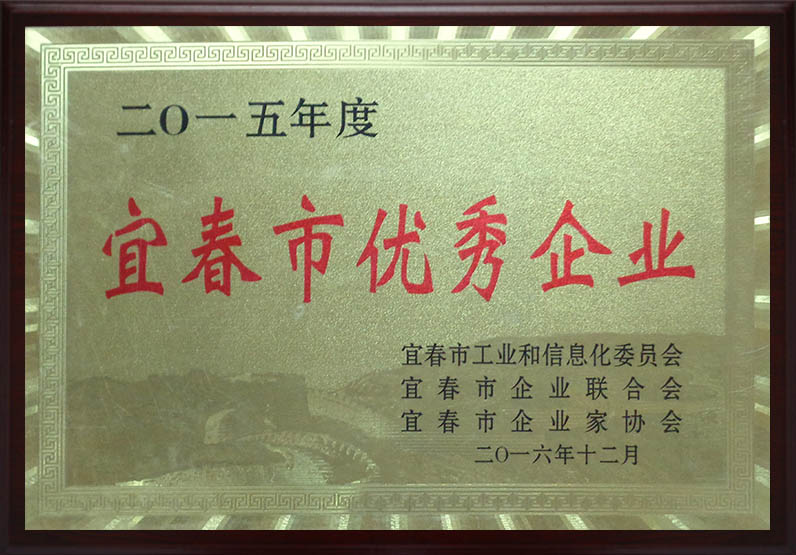 二〇一五年度
宜春市优秀企业
宜春市工业和信息化委员会
宜春市企业联合会
宜春市企业家协会
二〇一六年十二月